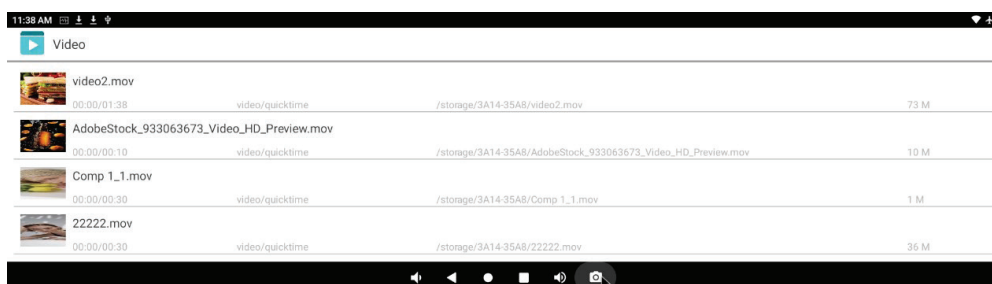 11:38 AM
Video
video2.mov
00:00/01:38 video/quicktime /storage/3A14-35A8/video2.mov 73 M
AdobeStock_933063673_Video_HD_Preview.mov
00:00/00:10 video/quicktime /storage/3A14-35A8/AdobeStock_933063673_Video_HD_Preview.mov 10 M
Comp 1_1.mov
00:00/00:30 video/quicktime /storage/3A14-35A8/Comp 1_1.mov 1 M
22222.mov
00:00/00:30 video/quicktime /storage/3A14-35A8/22222.mov 36 M